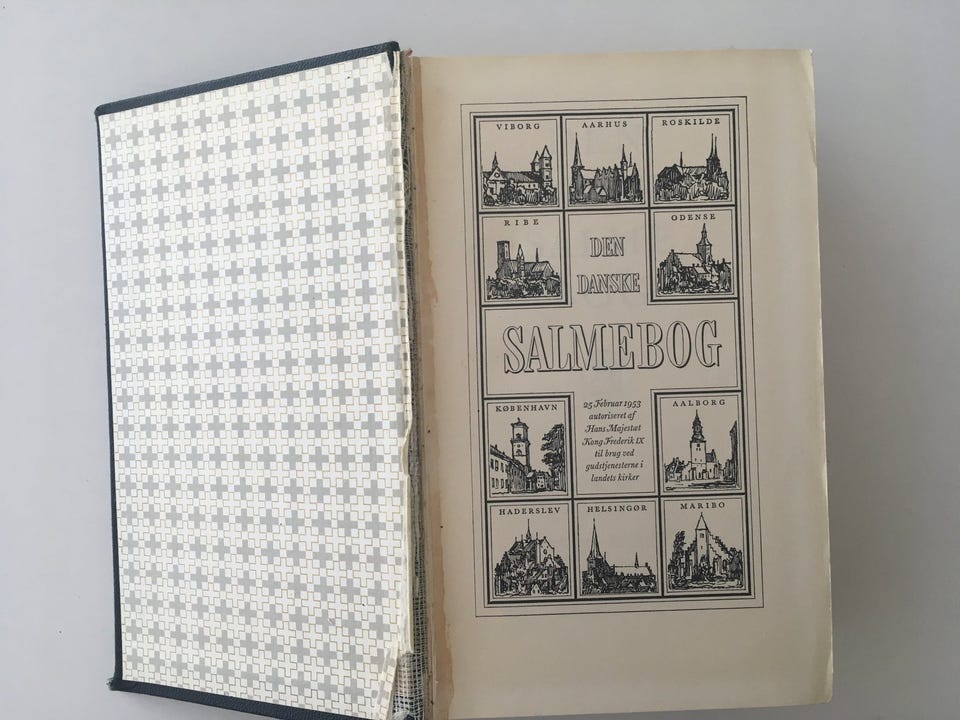 VIBORG
AARHUS
ROSKILDE
RIBE
ODENSE
DEN
DANSKE
SALMEBOG
KØBENHAVN
25 Februar 1953
autoriseret af
Hans Majestæt
Kong Frederik IX
til brug ved
gudstjenesterne i
landets kirker
AALBORG
HADERSLEV
HELSINGØR
MARIBO